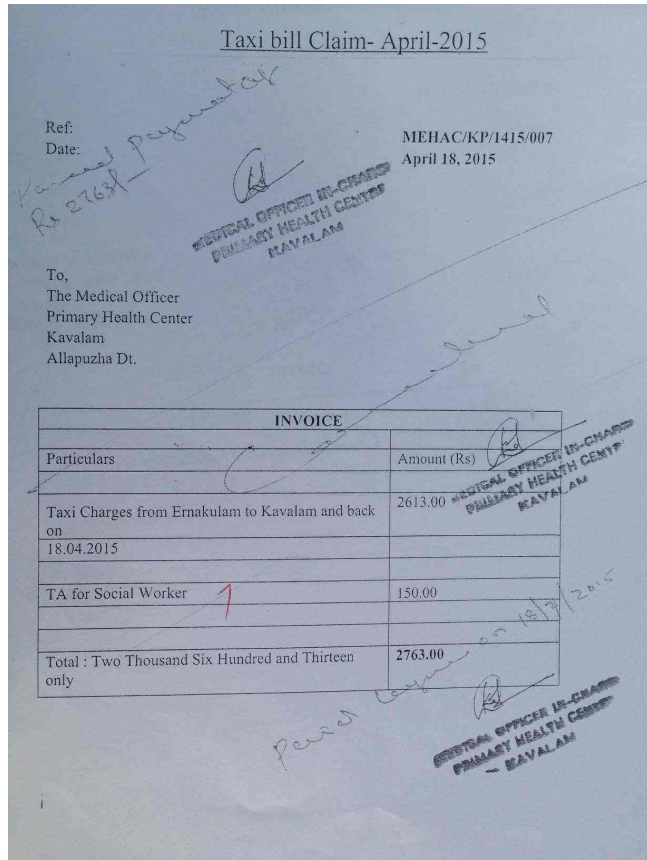 Taxi bill Claim- April-2015
Ref:
MEHAC/KP/1415/007
Date:
April 18, 2015
Rs 2763/-
MEDICAL OFFICER IN-CHARGE
PRIMARY HEALTH CENTRE
KAVALAM
To,
The Medical Officer
Primary Health Center
Kavalam
Allapuzha Dt.
INVOICE
Particulars
Amount (Rs)
MEDICAL OFFICER IN-CHARGE
PRIMARY HEALTH CENTRE
KAVALAM
Taxi Charges from Ernakulam to Kavalam and back
2613.00
on
18.04.2015
TA for Social Worker
150.00
Total : Two Thousand Six Hundred and Thirteen
2763.00
only
on 18/7/2015
MEDICAL OFFICER IN-CHARGE
PRIMARY HEALTH CENTRE
KAVALAM